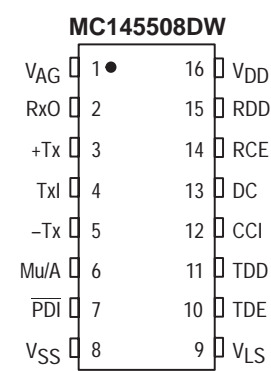 MC145508DW
VAG 1 16 VDD
RxO 2 15 RDD
+Tx 3 14 RCE
TxI 4 13 DC
–Tx 5 12 CCI
Mu/A 6 11 TDD
PDI 7 10 TDE
VSS 8 9 VLS